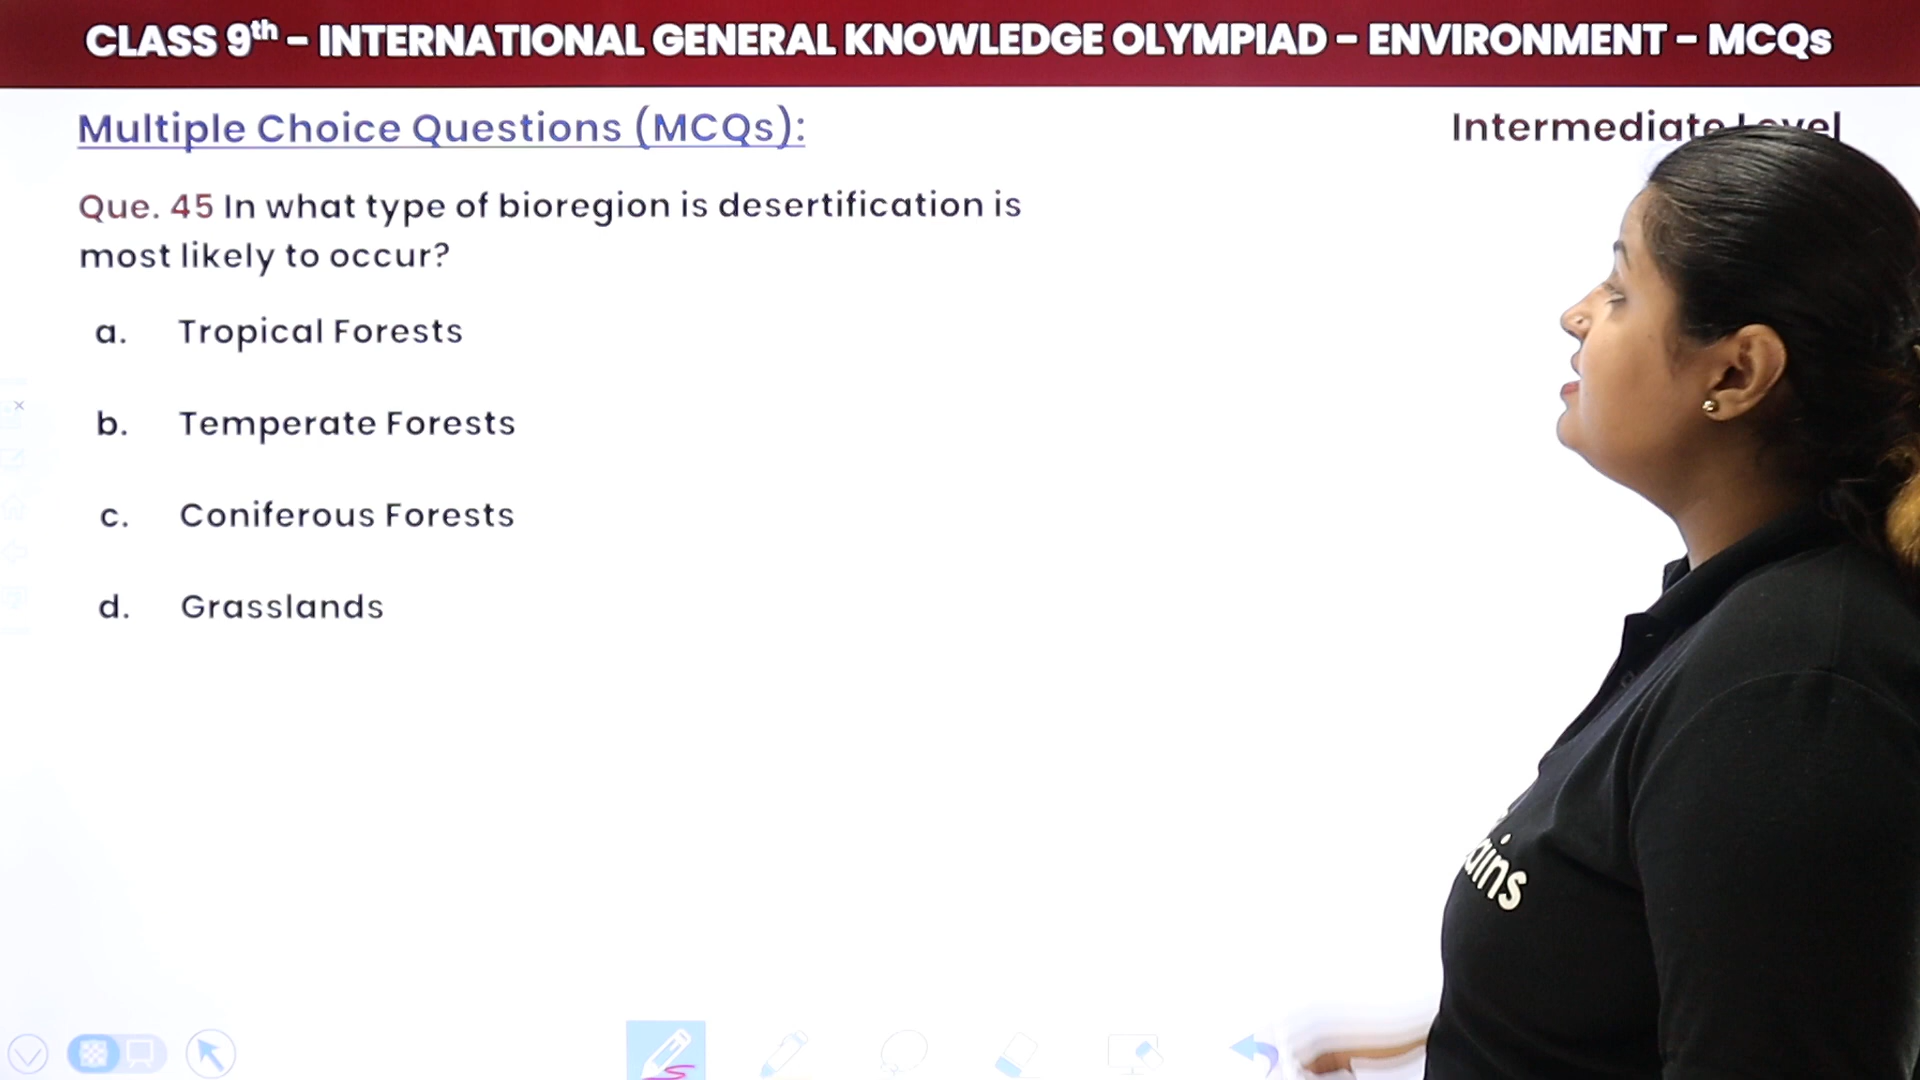 CLASS 9th - INTERNATIONAL GENERAL KNOWLEDGE OLYMPIAD - ENVIRONMENT - MCQs
Multiple Choice Questions (MCQs):
Intermediate Level
Que. 45 In what type of bioregion is desertification is
most likely to occur?
a. Tropical Forests
b. Temperate Forests
c. Coniferous Forests
d. Grasslands